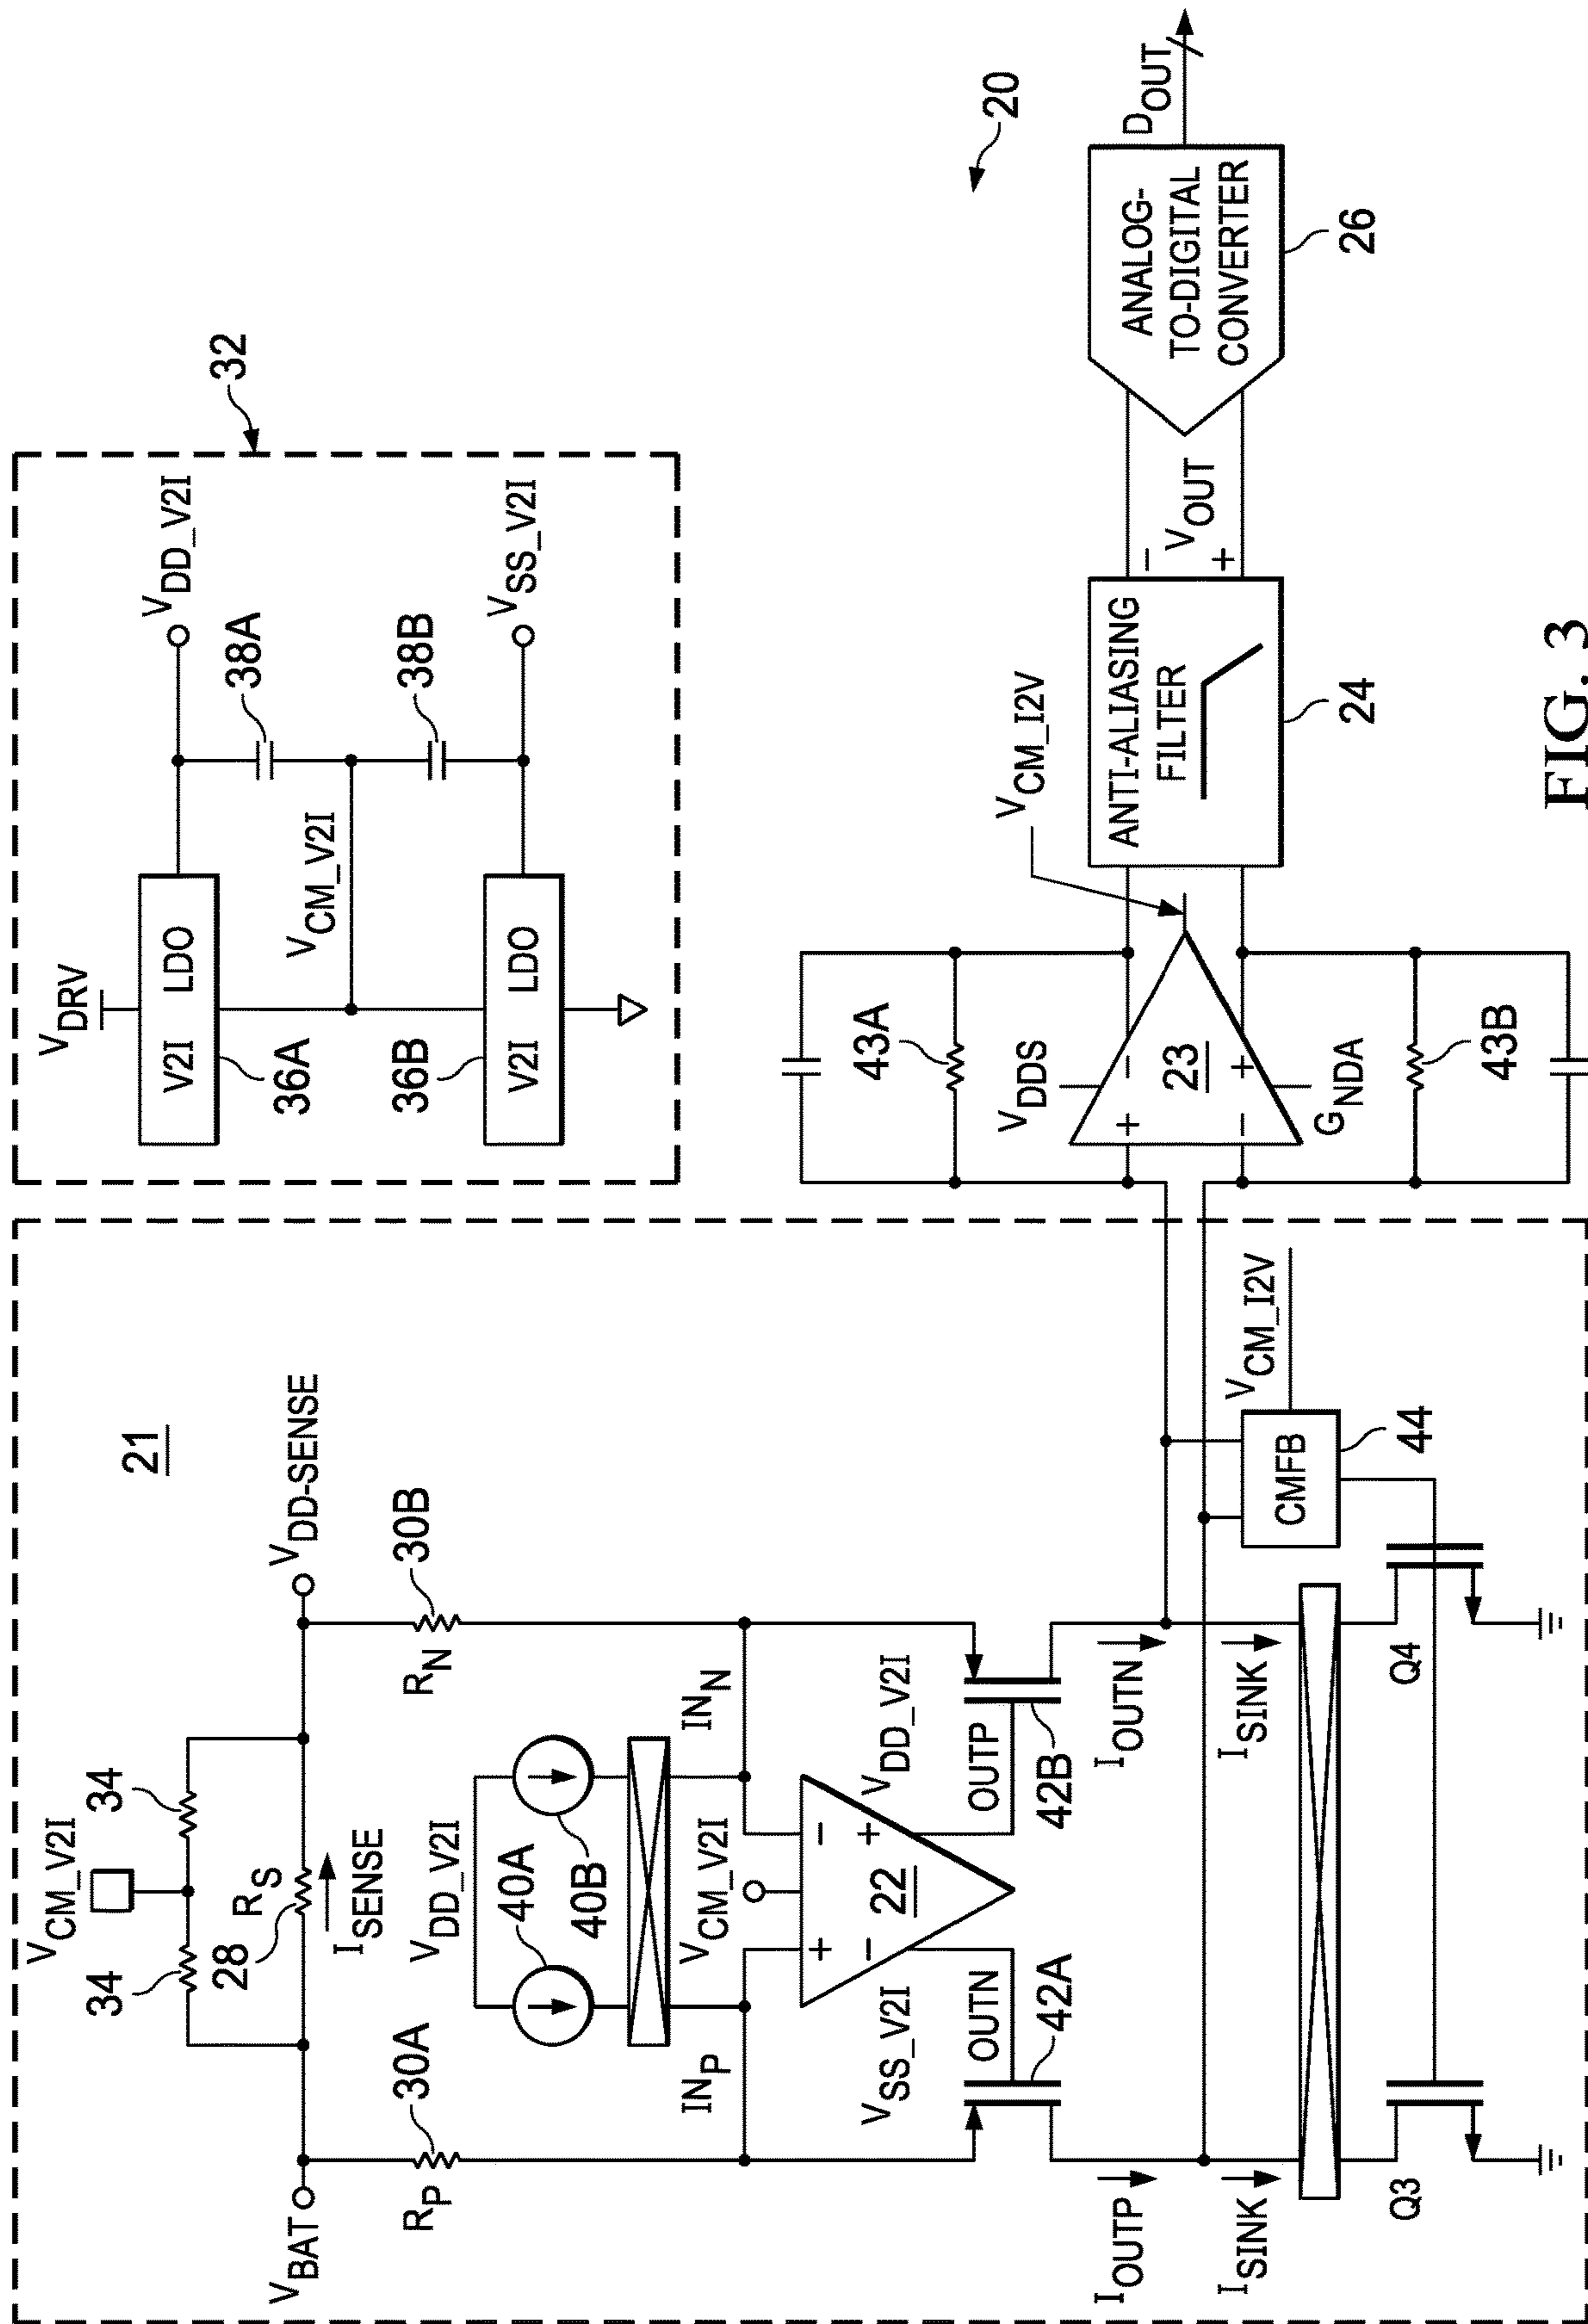 21
V_CM_V2I
34
34
R_S
28
I_SENSE
V_BAT
V_DD-SENSE
30A
R_P
R_N
30B
V_DD_V2I
40A
40B
IN_P
V_CM_V2I
IN_N
+
−
−
+
22
V_SS_V2I
V_DD_V2I
OUTN
OUTP
42A
42B
I_OUTP
I_OUTN
I_SINK
I_SINK
CMFB
V_CM_I2V
44
Q3
Q4
32
V_DRV
V2I LDO
36A
V_DD_V2I
38A
V_CM_V2I
38B
36B
V2I LDO
V_SS_V2I
20
43A
V_DDS
+
−
23
−
+
G_NDA
43B
V_CM_I2V
ANTI-ALIASING
FILTER
24
−
V_OUT
+
ANALOG-
TO-DIGITAL
CONVERTER
26
D_OUT
FIG. 3